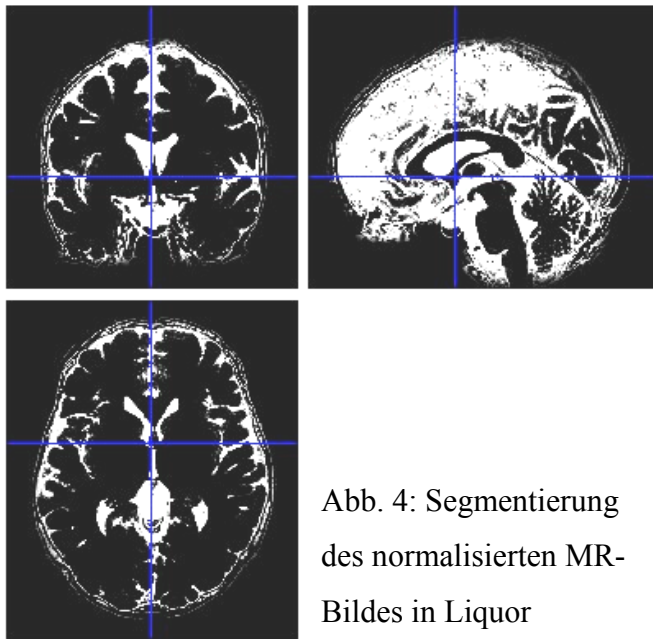 Abb. 4: Segmentierung
des normalisierten MR-
Bildes in Liquor